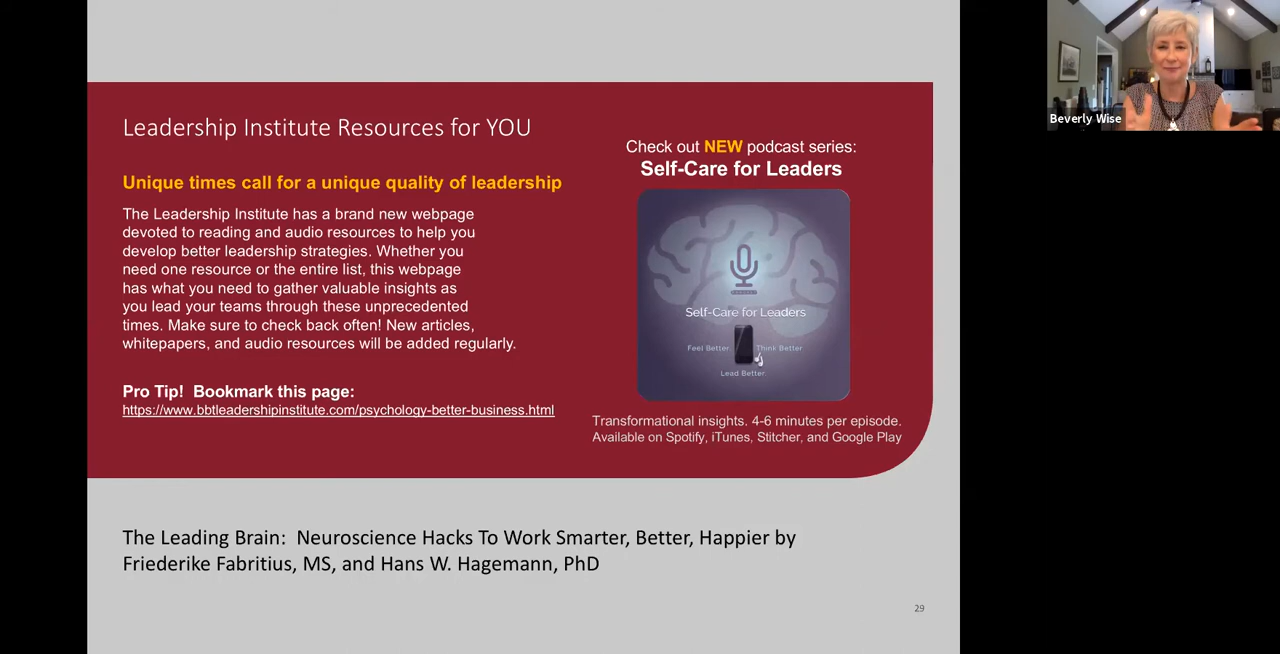 Leadership Institute Resources for YOU
Unique times call for a unique quality of leadership
The Leadership Institute has a brand new webpage
devoted to reading and audio resources to help you
develop better leadership strategies. Whether you
need one resource or the entire list, this webpage
has what you need to gather valuable insights as
you lead your teams through these unprecedented
times. Make sure to check back often! New articles,
whitepapers, and audio resources will be added regularly.
Pro Tip!  Bookmark this page:
https://www.bbtleadershipinstitute.com/psychology-better-business.html
Check out NEW podcast series:
Self-Care for Leaders
Self-Care for Leaders
Feel Better
Think Better
Lead Better.
Transformational insights. 4-6 minutes per episode.
Available on Spotify, iTunes, Stitcher, and Google Play
The Leading Brain:  Neuroscience Hacks To Work Smarter, Better, Happier by
Friederike Fabritius, MS, and Hans W. Hagemann, PhD
29
Beverly Wise